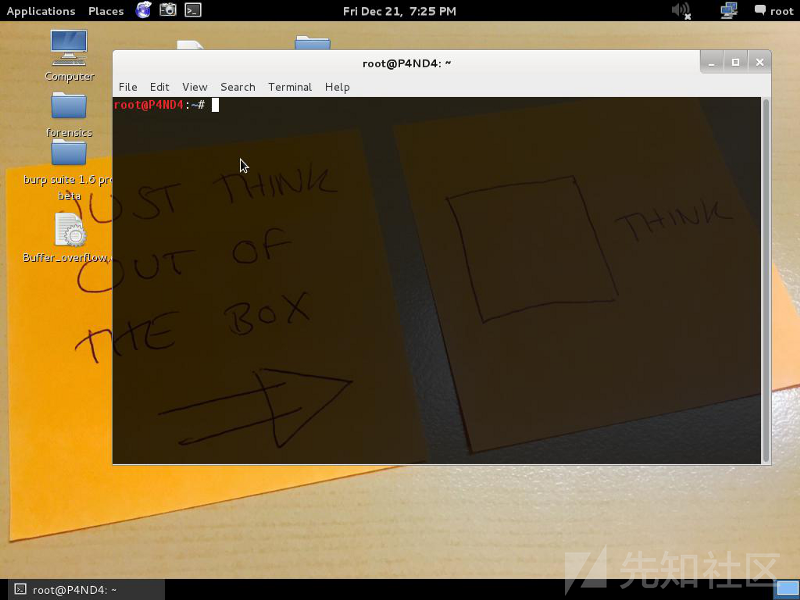 Applications Places Fri Dec 21, 7:25 PM root
Computer
forensics
burp suite 1.6 pr
beta
Buffer_overflow.
root@P4ND4: ~
File Edit View Search Terminal Help
root@P4ND4:~#
JUST THINK
OUT OF
THE BOX
THINK
先知社区
root@P4ND4: ~